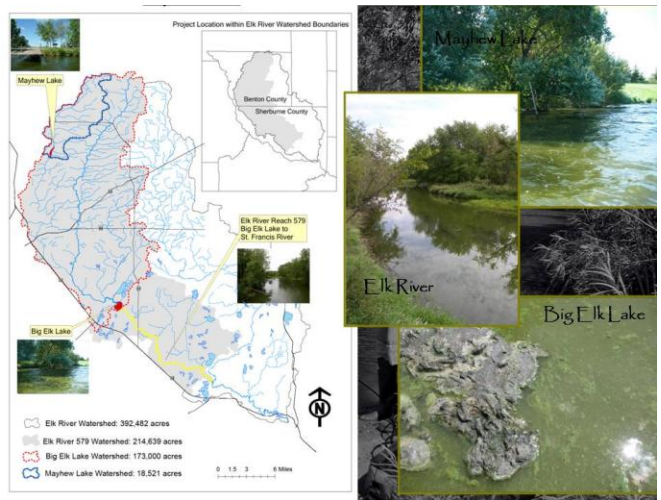 Project Location within Elk River Watershed Boundaries
Mayhew Lake
Benton County
Sherburne County
Elk River Reach 579
Big Elk Lake to
St. Francis River
Big Elk Lake
Elk River Watershed: 392,482 acres
Elk River 579 Watershed: 214,639 acres
Big Elk Lake Watershed: 173,000 acres
Mayhew Lake Watershed: 18,521 acres
0 1.5 3 6 Miles
N
Mayhew Lake
Elk River
Big Elk Lake